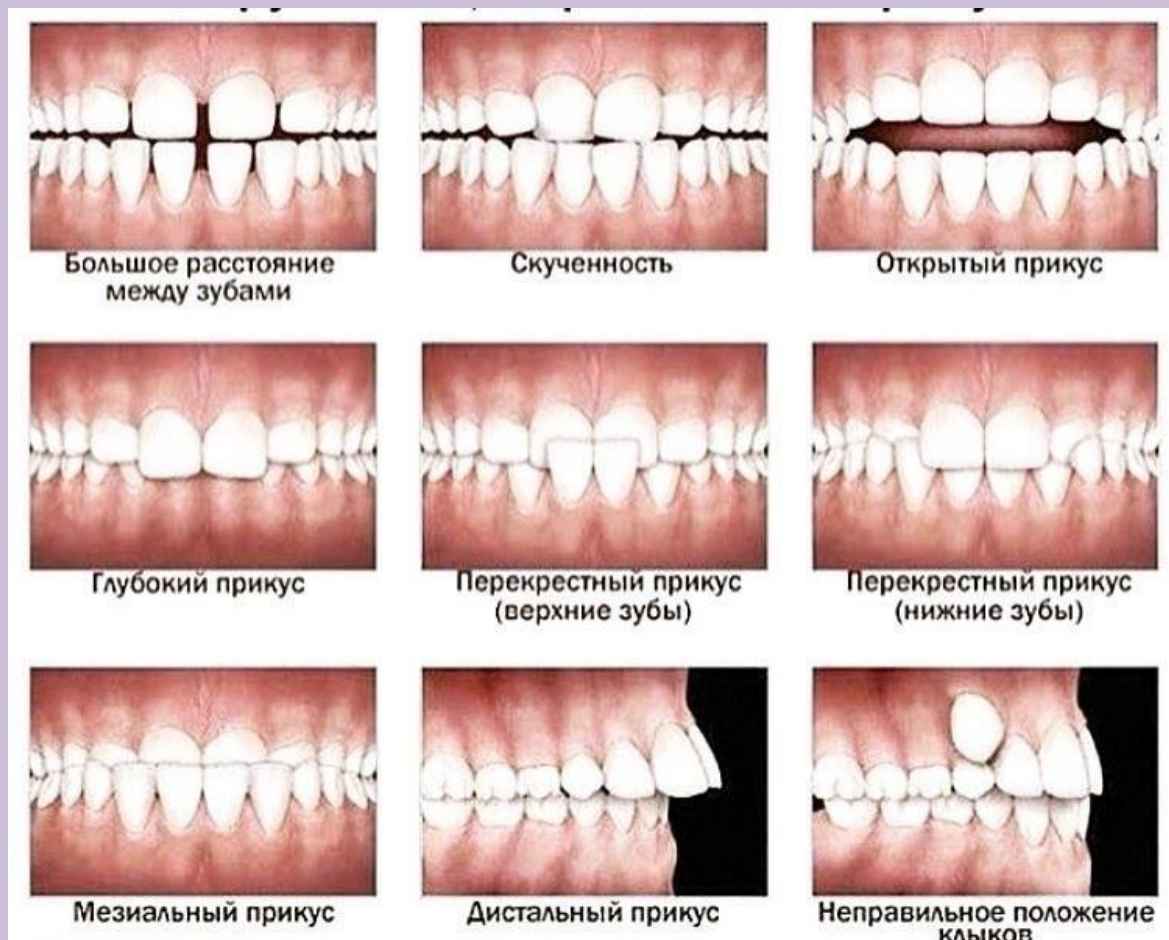 Большое расстояние
между зубами
Скученность
Открытый прикус
Глубокий прикус
Перекрестный прикус
(верхние зубы)
Перекрестный прикус
(нижние зубы)
Мезиальный прикус
Дистальный прикус
Неправильное положение
клыков